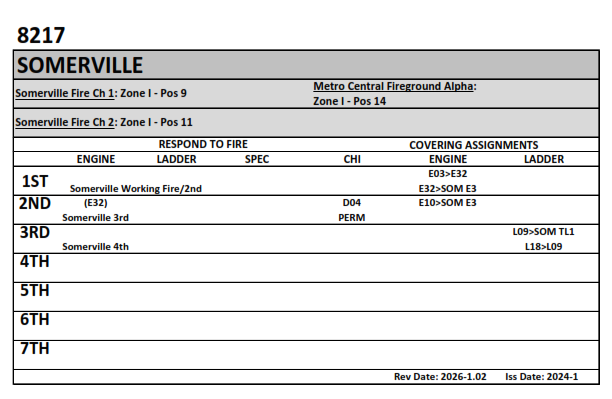 8217
SOMERVILLE
Somerville Fire Ch 1: Zone I - Pos 9
Metro Central Fireground Alpha:
Zone I - Pos 14
Somerville Fire Ch 2: Zone I - Pos 11
RESPOND TO FIRE COVERING ASSIGNMENTS
ENGINE LADDER SPEC CHI ENGINE LADDER
1ST E03>E32
Somerville Working Fire/2nd E32>SOM E3
2ND (E32) D04 E10>SOM E3
Somerville 3rd PERM
3RD L09>SOM TL1
Somerville 4th L18>L09
4TH
5TH
6TH
7TH
Rev Date: 2026-1.02 Iss Date: 2024-1